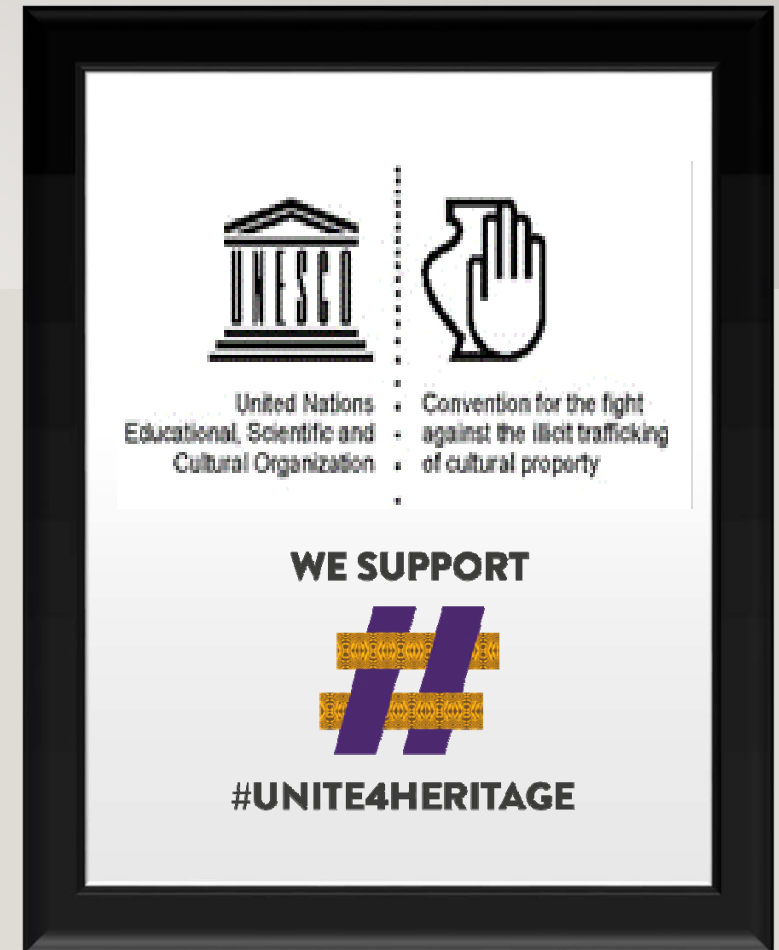 UNESCO
United Nations
Educational, Scientific and
Cultural Organization
Convention for the fight
against the illicit trafficking
of cultural property
WE SUPPORT
#
#UNITE4HERITAGE